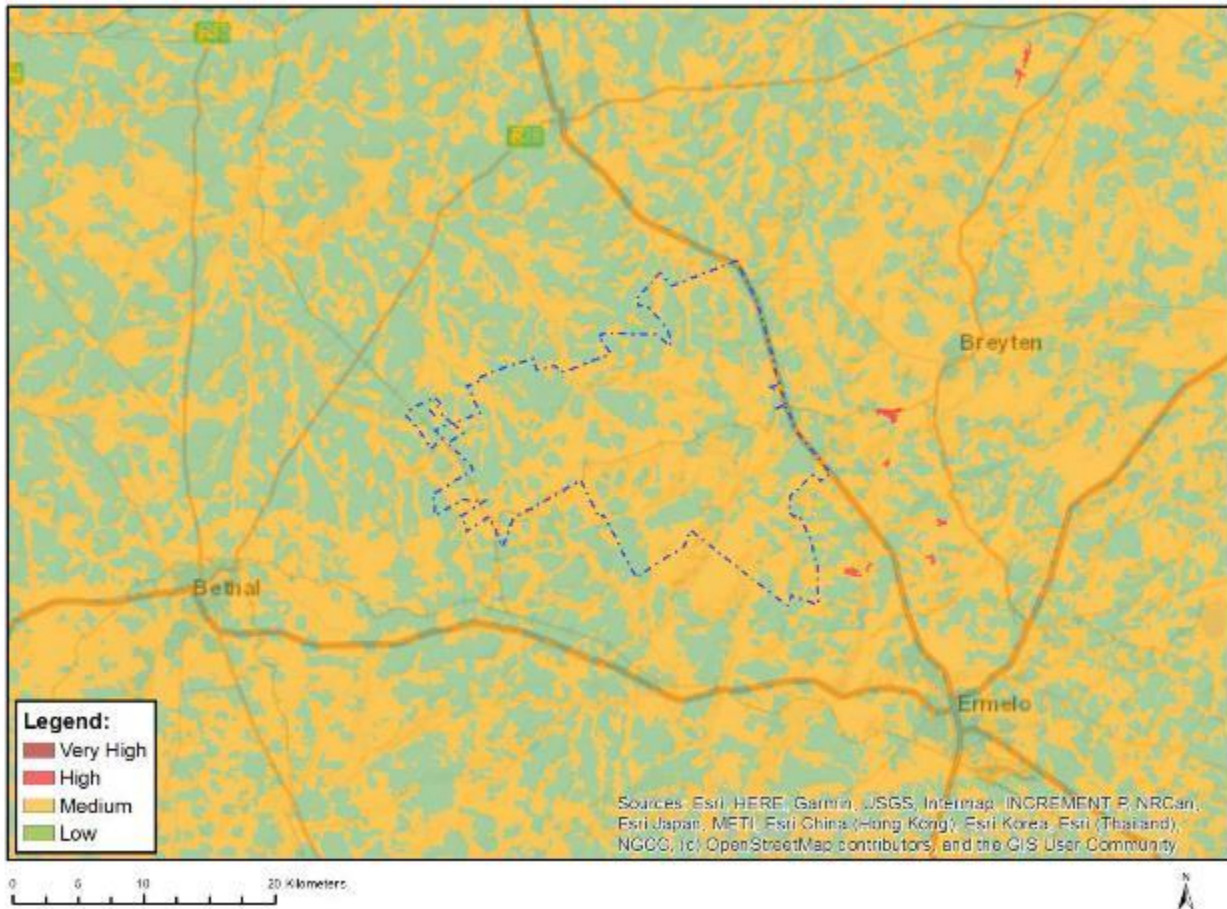 Breyten
Bethal
Ermelo
Legend:
Very High
High
Medium
Low
Sources: Esri, HERE, Garmin, USGS, Intermap, INCREMENT P, NRCan,
Esri Japan, METI, Esri China (Hong Kong), Esri Korea, Esri (Thailand),
NGCC, (c) OpenStreetMap contributors, and the GIS User Community
0 5 10 20 Kilometers
N